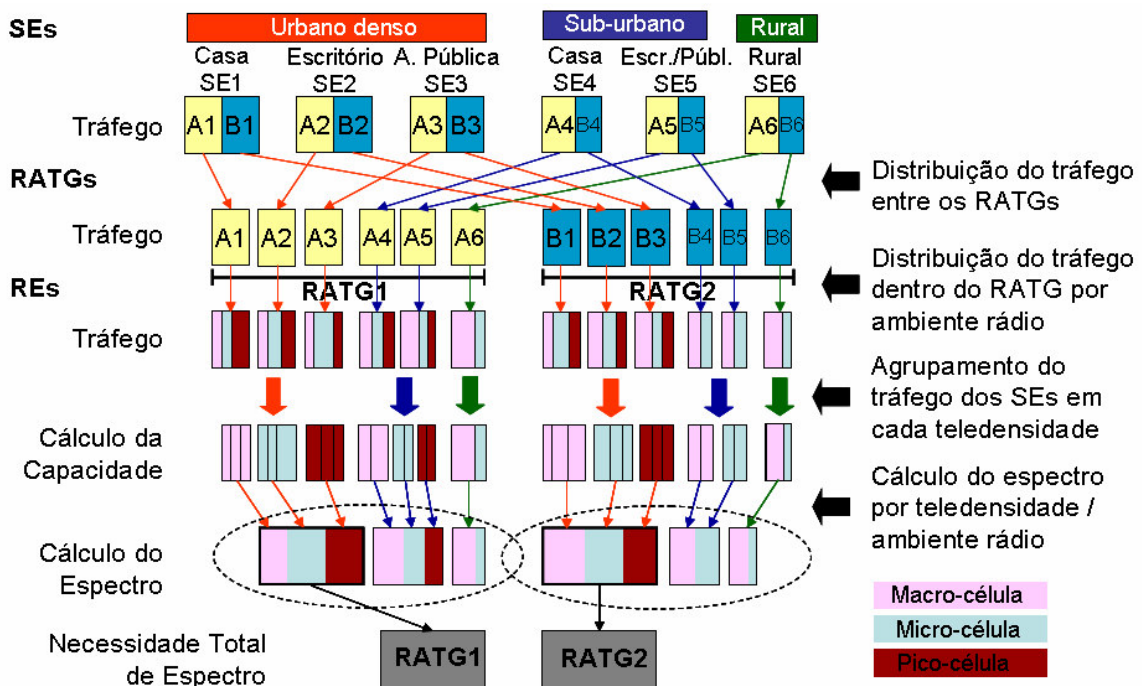 SEs
Urbano denso
Sub-urbano
Rural
Casa
SE1
Escritório
SE2
A. Pública
SE3
Casa
SE4
Escr./Públ.
SE5
Rural
SE6
Tráfego
A1 B1
A2 B2
A3 B3
A4 B4
A5 B5
A6 B6
RATGs
Distribuição do tráfego
entre os RATGs
Tráfego
A1 A2 A3 A4 A5 A6
B1 B2 B3 B4 B5 B6
REs
RATG1
RATG2
Distribuição do tráfego
dentro do RATG por
ambiente rádio
Tráfego
Agrupamento do
tráfego dos SEs em
cada teledensidade
Cálculo da
Capacidade
Cálculo do espectro
por teledensidade /
ambiente rádio
Cálculo do
Espectro
Macro-célula
Micro-célula
Pico-célula
Necessidade Total
de Espectro
RATG1
RATG2